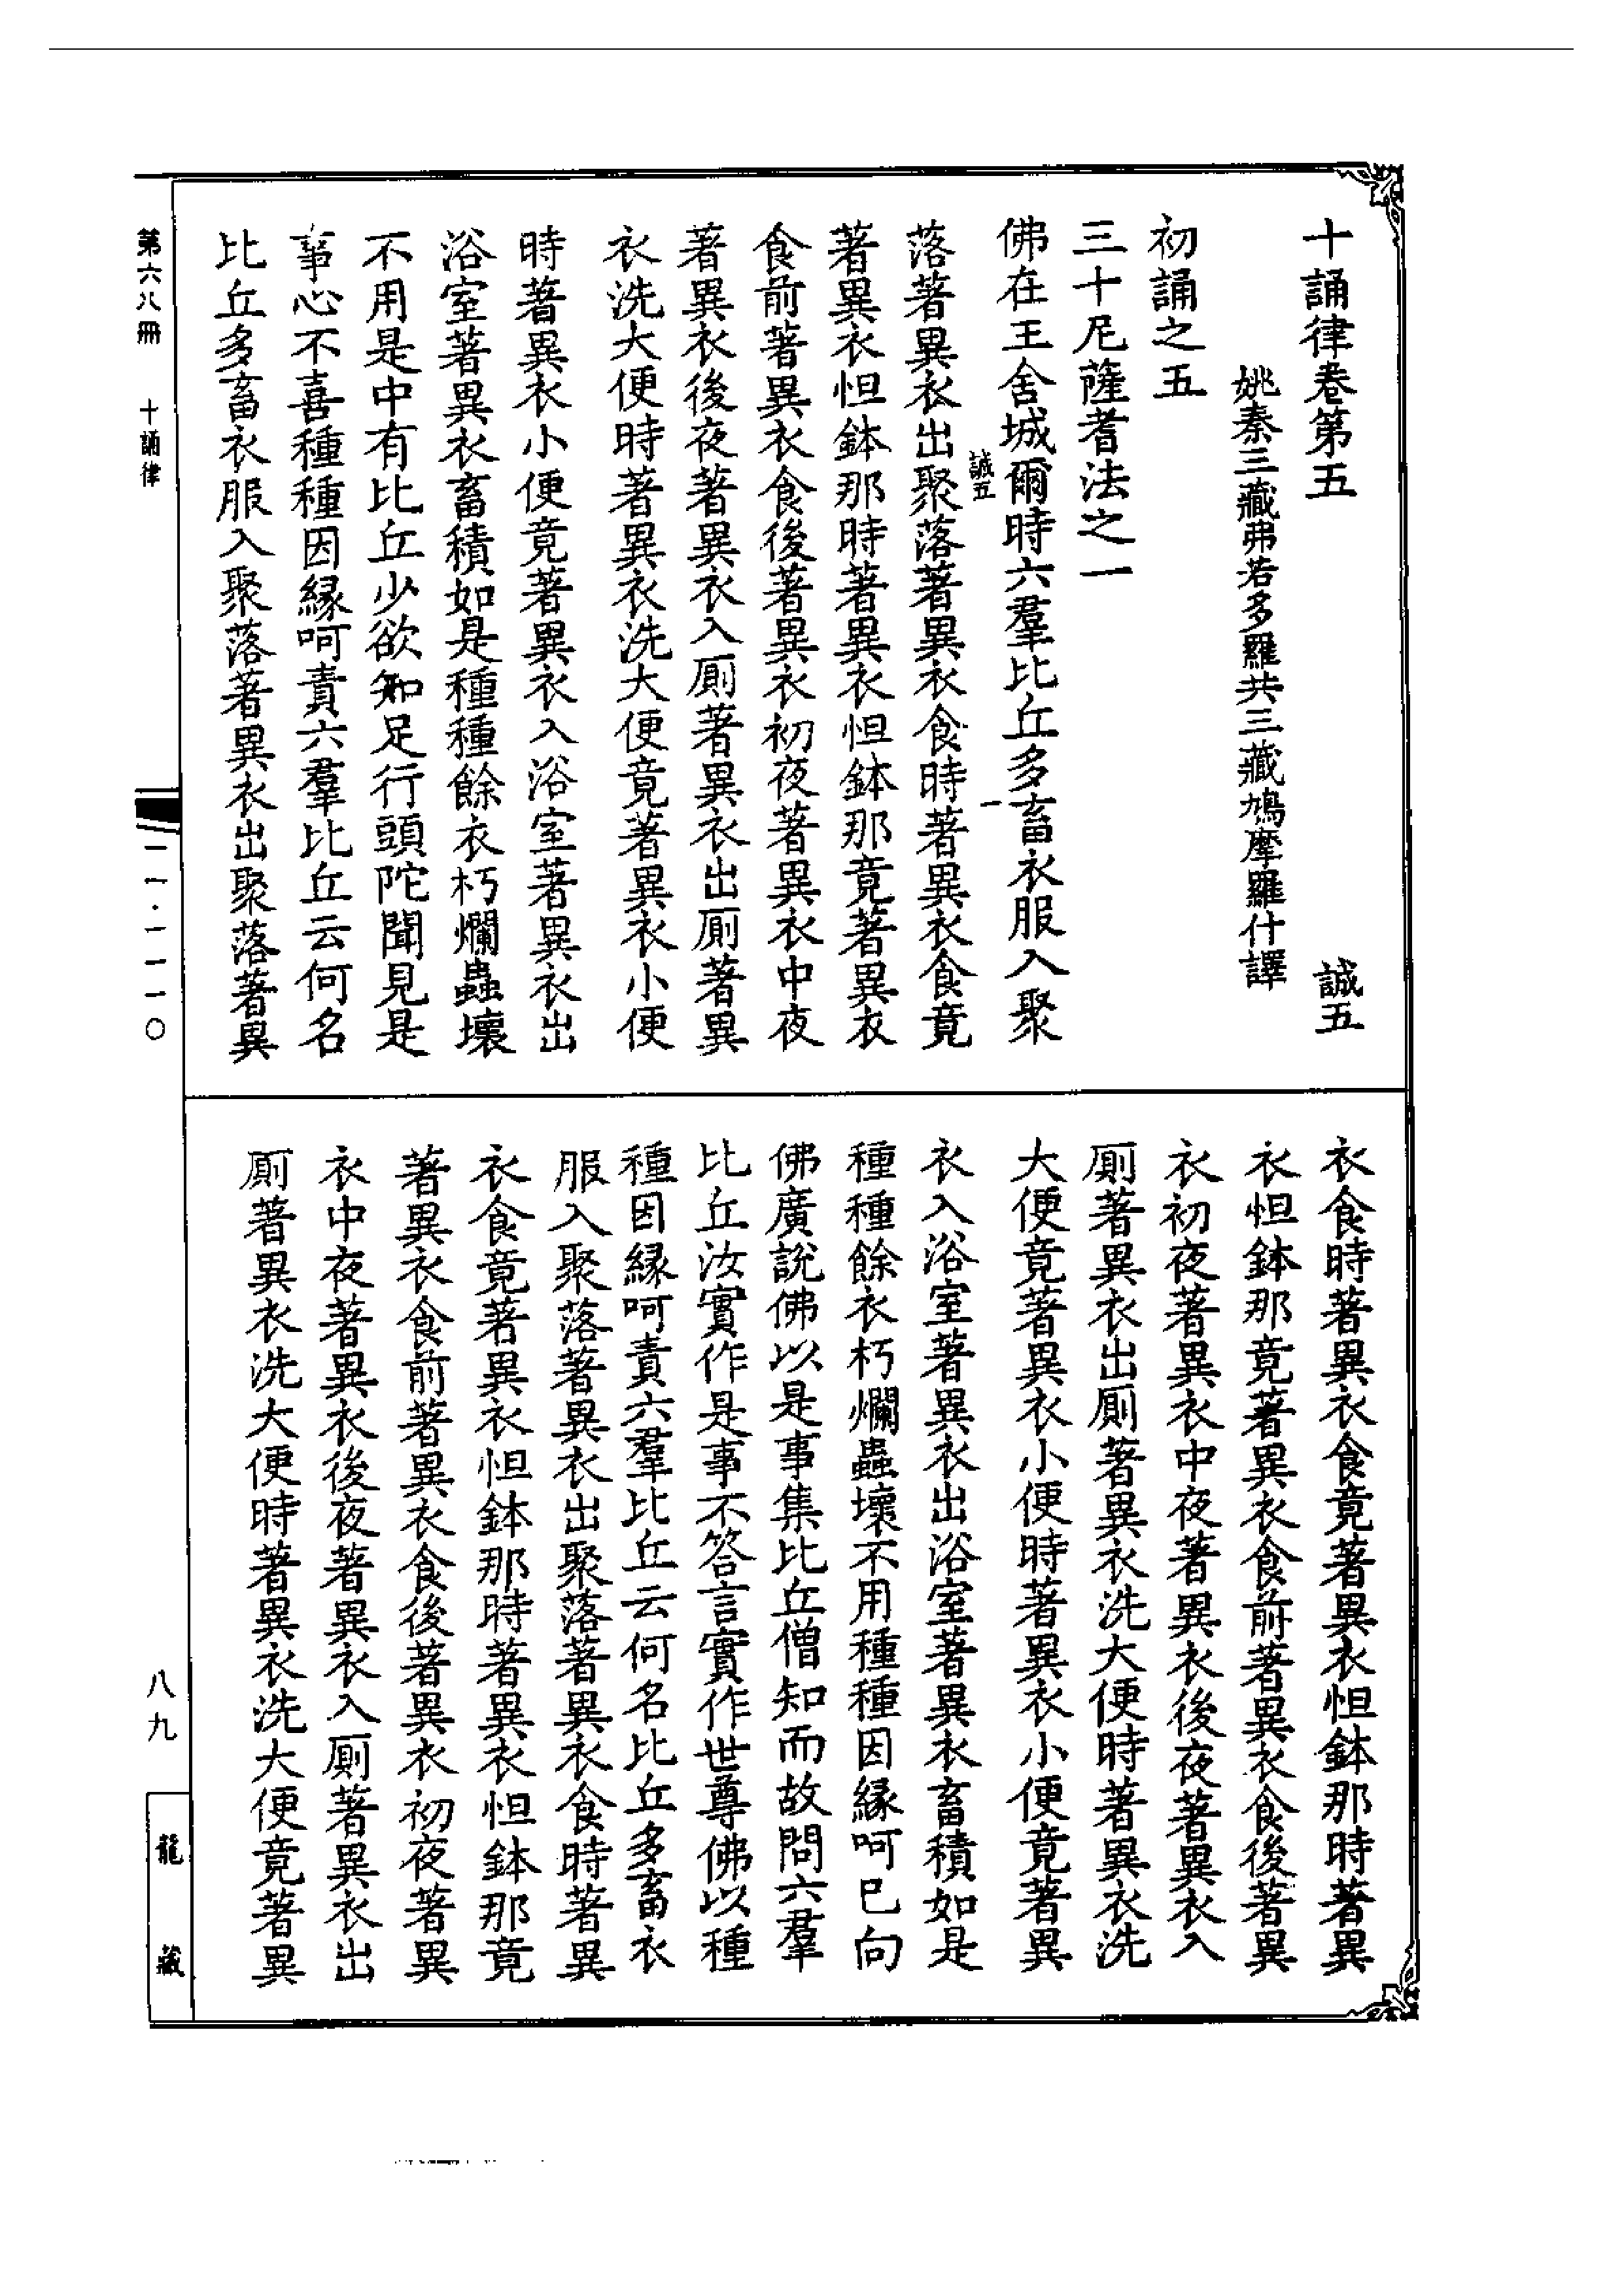 十誦律卷第五　誠五
姚秦三藏弗若多羅共三藏鳩摩羅什譯
初誦之五
三十尼薩耆法之一
佛在王舍城爾時六羣比丘多畜衣服入聚
誠五　一
落著異衣出聚落著異衣食時著異衣食竟
著異衣怛鉢那時著異衣怛鉢那竟著異衣
食前著異衣食後著異衣初夜著異衣中夜
著異衣後夜著異衣入厠著異衣出厠著異
衣洗大便時著異衣洗大便竟著異衣小便
時著異衣小便竟著異衣入浴室著異衣出
浴室著異衣畜積如是種種餘衣朽爛蟲壞
不用是中有比丘少欲知足行頭陀聞見是
事心不喜種種因緣呵責六羣比丘云何名
比丘多畜衣服入聚落著異衣出聚落著異
衣食時著異衣食竟著異衣怛鉢那時著異
衣怛鉢那竟著異衣食前著異衣食後著異
衣初夜著異衣中夜著異衣後夜著異衣入
厠著異衣出厠著異衣洗大便時著異衣洗
大便竟著異衣小便時著異衣小便竟著異
衣入浴室著異衣出浴室著異衣畜積如是
種種餘衣朽爛蟲壞不用種種因緣呵已向
佛廣說佛以是事集比丘僧知而故問六羣
比丘汝實作是事不答言實作世尊佛以種
種因緣呵責六羣比丘云何名比丘多畜衣
服入聚落著異衣出聚落著異衣食時著異
衣食竟著異衣怛鉢那時著異衣怛鉢那竟
著異衣食前著異衣食後著異衣初夜著異
衣中夜著異衣後夜著異衣入厠著異衣出
厠著異衣洗大便時著異衣洗大便竟著異
第六八冊　十誦律
一一·一一一〇
八九
龍藏